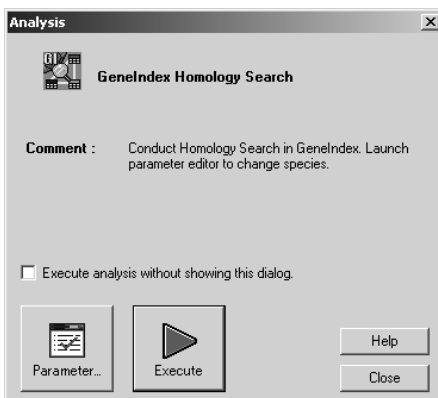 Analysis
GeneIndex Homology Search
Comment : Conduct Homology Search in GeneIndex. Launch
parameter editor to change species.
Execute analysis without showing this dialog.
Parameter...
Execute
Help
Close